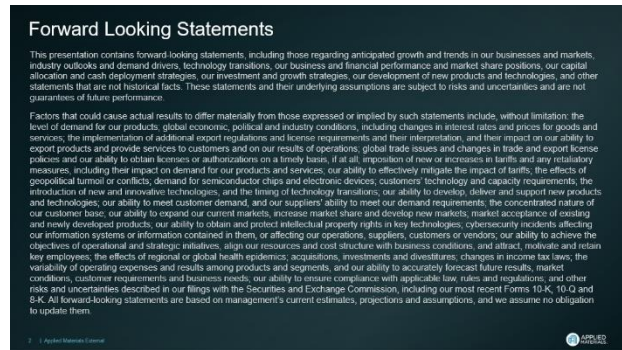 Forward Looking Statements
This presentation contains forward-looking statements, including those regarding anticipated growth and trends in our businesses and markets,
industry outlooks and demand drivers, technology transitions, our business and financial performance and market share positions, our capital
allocation and cash deployment strategies, our investment and growth strategies, our development of new products and technologies, and other
statements that are not historical facts. These statements and their underlying assumptions are subject to risks and uncertainties and are not
guarantees of future performance.
Factors that could cause actual results to differ materially from those expressed or implied by such statements include, without limitation: the
level of demand for our products; global economic, political and industry conditions, including changes in interest rates and prices for goods and
services; the implementation of additional export regulations and license requirements and their interpretation, and their impact on our ability to
export products and provide services to customers and on our results of operations; global trade issues and changes in trade and export license
policies and our ability to obtain licenses or authorizations on a timely basis, if at all; imposition of new or increases in tariffs and any retaliatory
measures, including their impact on demand for our products and services; our ability to effectively mitigate the impact of tariffs; the effects of
geopolitical turmoil or conflicts; demand for semiconductor chips and electronic devices; customers' technology and capacity requirements; the
introduction of new and innovative technologies, and the timing of technology transitions; our ability to develop, deliver and support new products
and technologies; our ability to meet customer demand, and our suppliers' ability to meet our demand requirements; the concentrated nature of
our customer base; our ability to expand our current markets, increase market share and develop new markets; market acceptance of existing
and newly developed products; our ability to obtain and protect intellectual property rights in key technologies; cybersecurity incidents affecting
our information systems or information contained in them, or affecting our operations, suppliers, customers or vendors; our ability to achieve the
objectives of operational and strategic initiatives, align our resources and cost structure with business conditions, and attract, motivate and retain
key employees; the effects of regional or global health epidemics; acquisitions, investments and divestitures; changes in income tax laws; the
variability of operating expenses and results among products and segments, and our ability to accurately forecast future results, market
conditions, customer requirements and business needs; our ability to ensure compliance with applicable law, rules and regulations; and other
risks and uncertainties described in our filings with the Securities and Exchange Commission, including our most recent Forms 10-K, 10-Q and
8-K. All forward-looking statements are based on management's current estimates, projections and assumptions, and we assume no obligation
to update them.
2 | Applied Materials External
APPLIED
MATERIALS